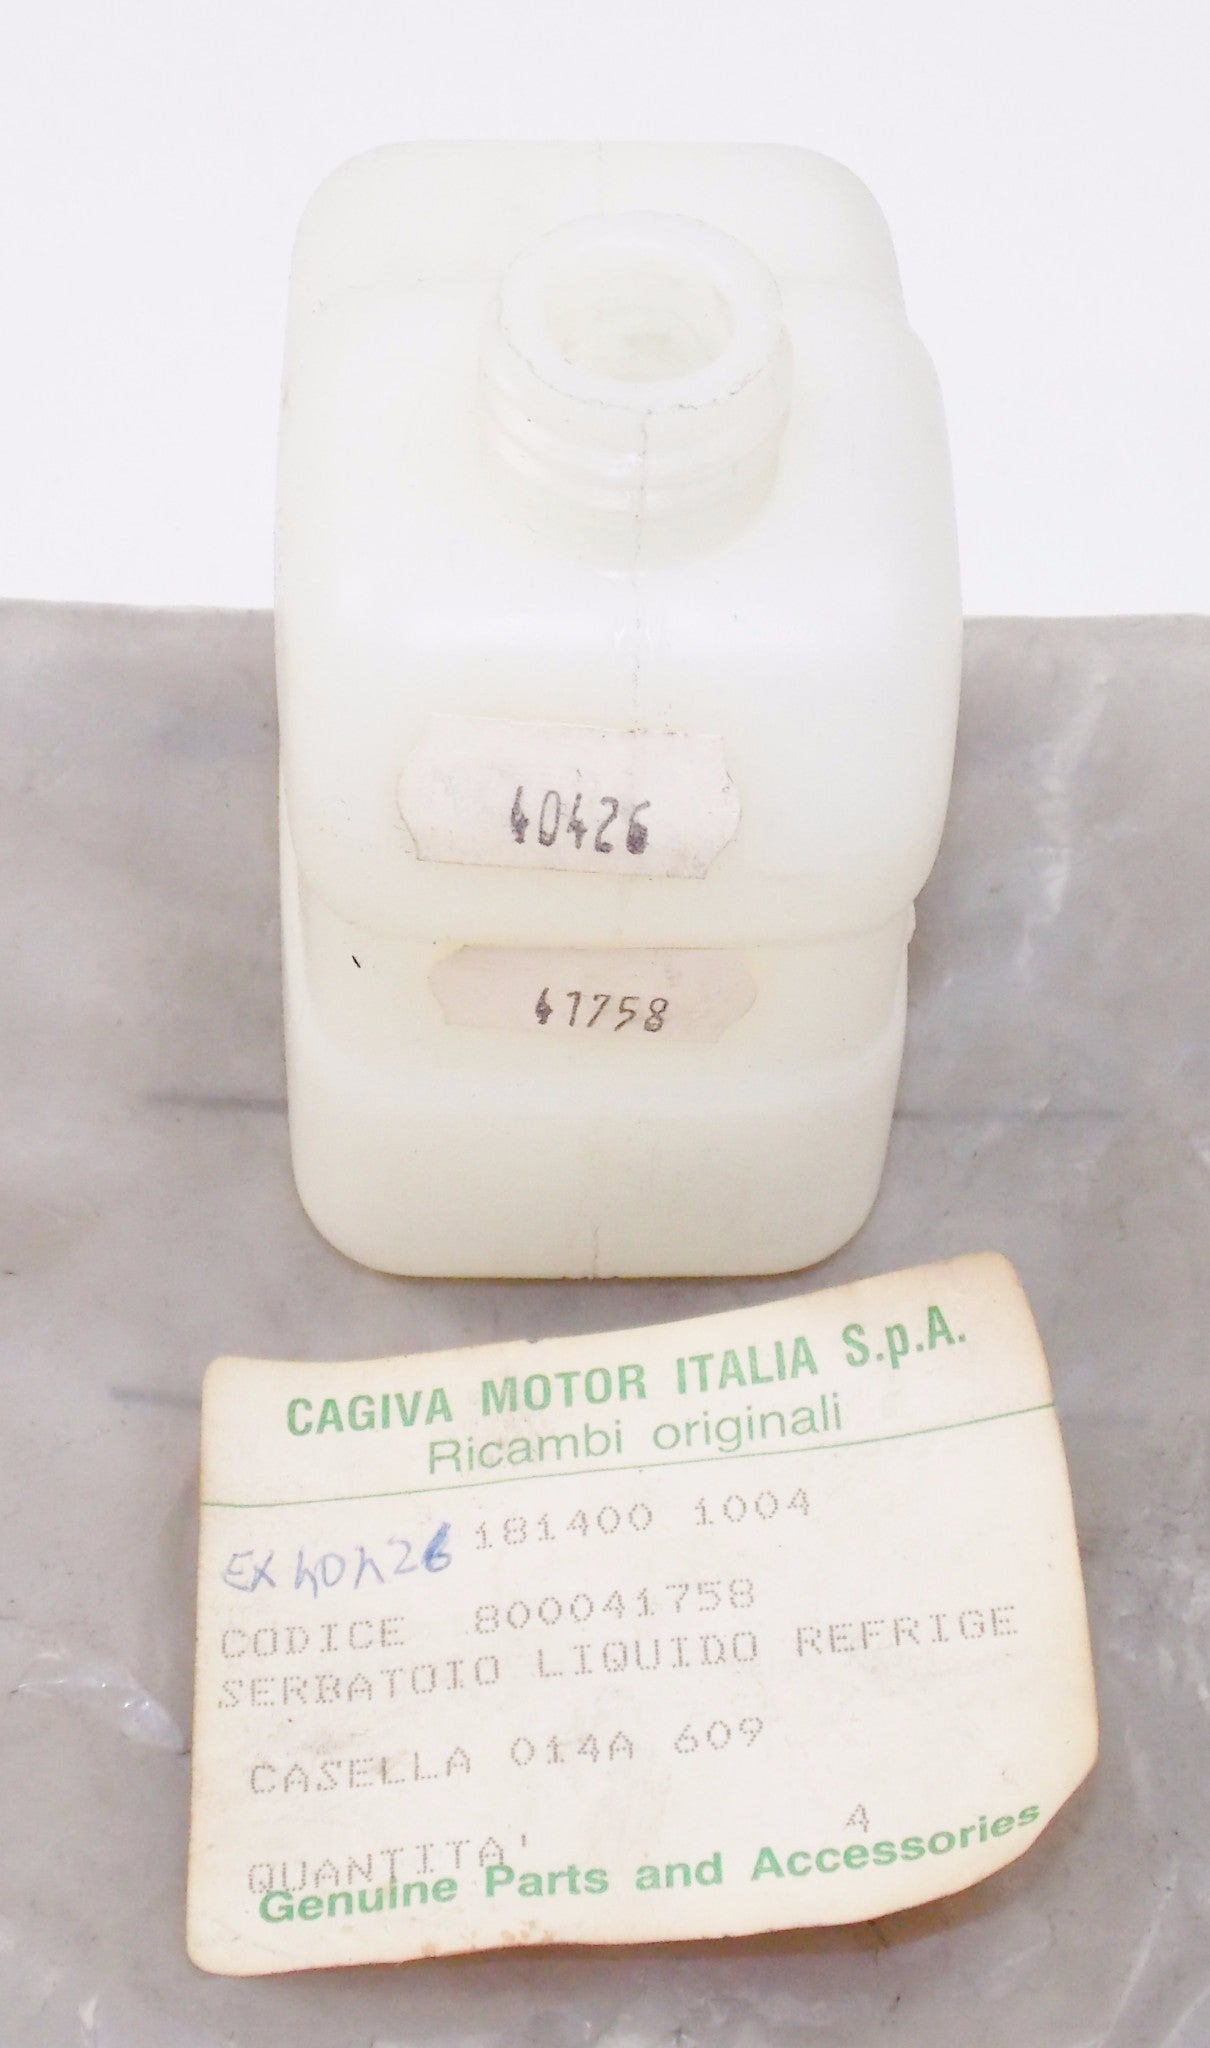 40426
41758
CAGIVA MOTOR ITALIA S.p.A.
Ricambi originali
181400 1004
EX 40426
CODICE 800041758
SERBATOIO LIQUIDO REFRIGE
CASELLA 014A 609
QUANTITA' 4
Genuine Parts and Accessories